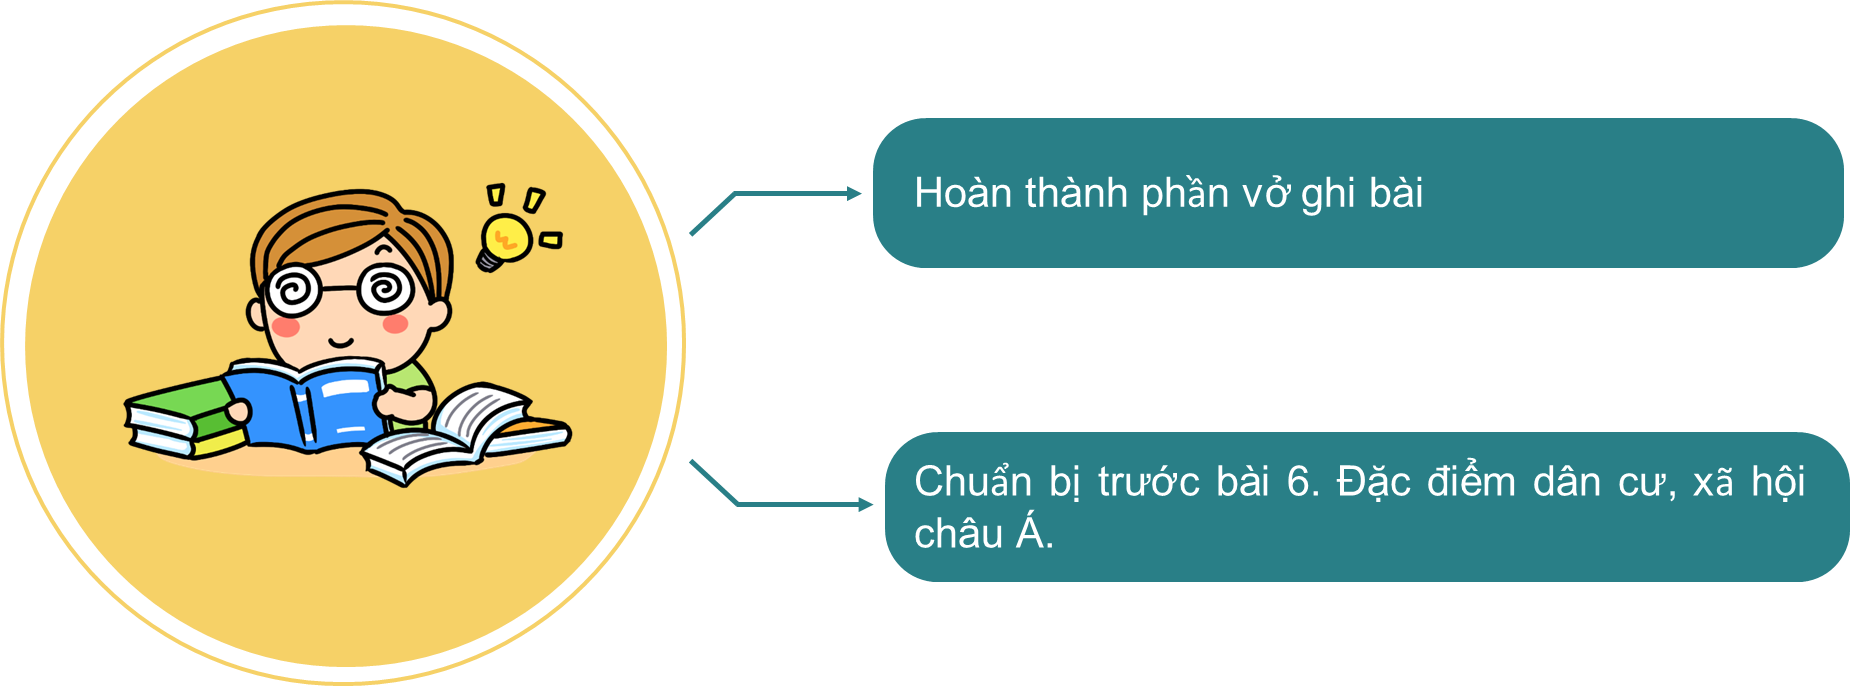 Hoàn thành phần vở ghi bài
Chuẩn bị trước bài 6. Đặc điểm dân cư, xã hội
châu Á.